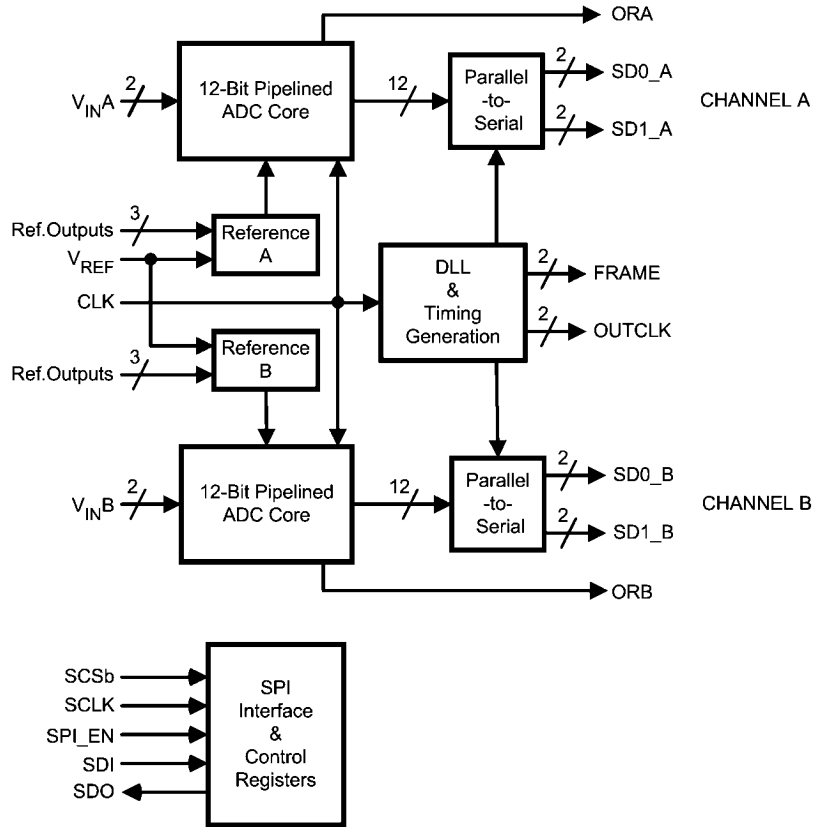 ORA
2
V_IN A
12-Bit Pipelined
ADC Core
12
Parallel
-to-
Serial
2
SD0_A
2
SD1_A
CHANNEL A
Ref.Outputs
3
V_REF
Reference
A
CLK
DLL
&
Timing
Generation
2
FRAME
2
OUTCLK
Reference
B
Ref.Outputs
3
V_IN B
2
12-Bit Pipelined
ADC Core
12
Parallel
-to-
Serial
2
SD0_B
2
SD1_B
CHANNEL B
ORB
SCSb
SCLK
SPI_EN
SDI
SDO
SPI
Interface
&
Control
Registers